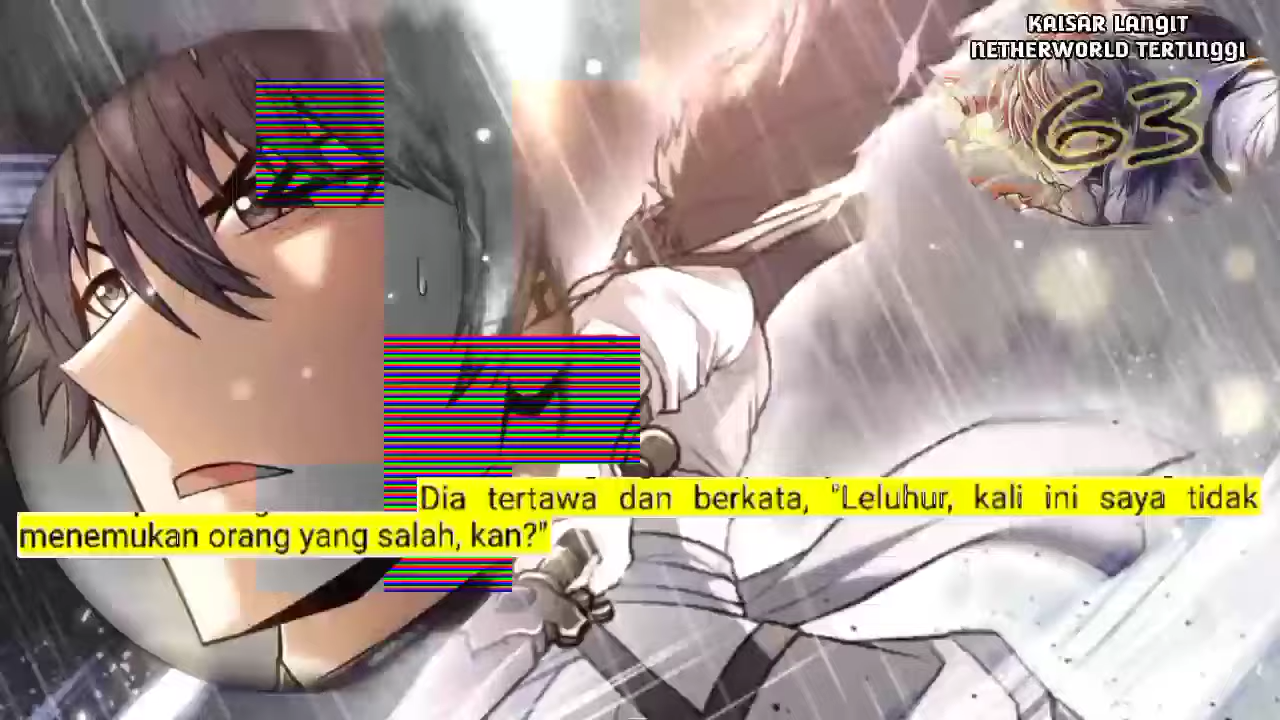 KAISAR LANGIT
NETHERWORLD TERTINGGI
63
Dia tertawa dan berkata, "Leluhur, kali ini saya tidak
menemukan orang yang salah, kan?"